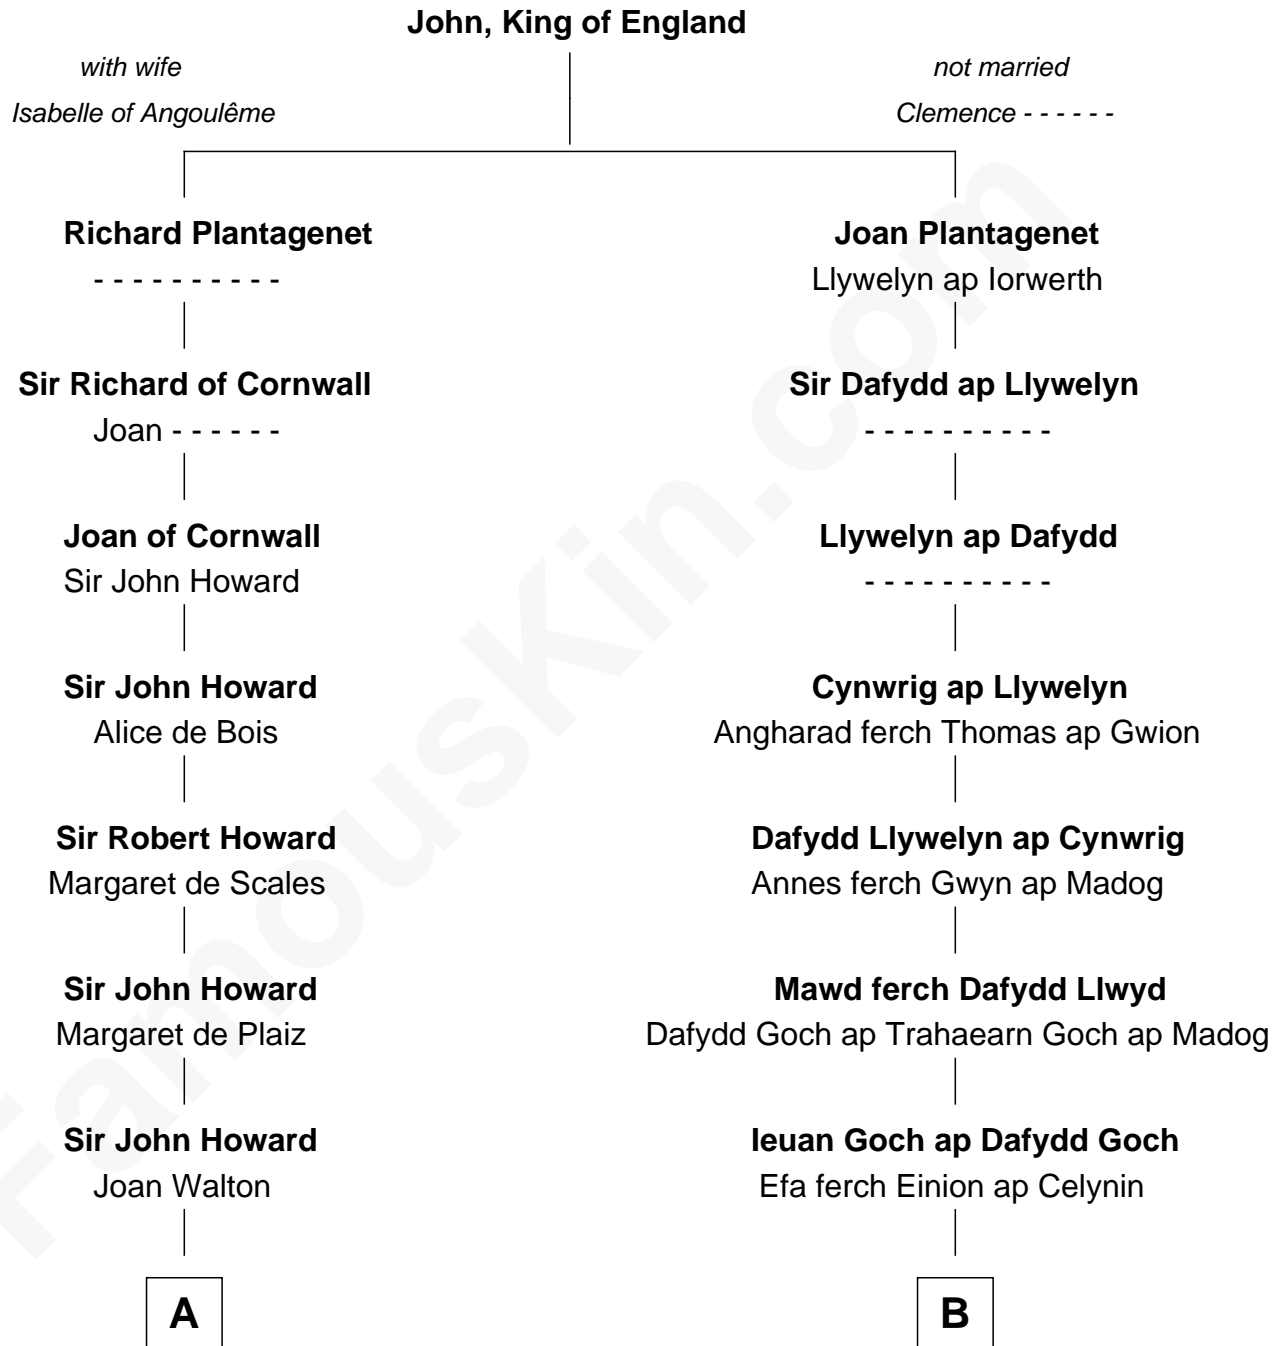 John, King of England
with wife
Isabelle of Angoulême
not married
Clemence - - - - - -
Richard Plantagenet
- - - - - - - - - -
Sir Richard of Cornwall
Joan - - - - - -
Joan of Cornwall
Sir John Howard
Sir John Howard
Alice de Bois
Sir Robert Howard
Margaret de Scales
Sir John Howard
Margaret de Plaiz
Sir John Howard
Joan Walton
A
Joan Plantagenet
Llywelyn ap Iorwerth
Sir Dafydd ap Llywelyn
- - - - - - - - - -
Llywelyn ap Dafydd
- - - - - - - - - -
Cynwrig ap Llywelyn
Angharad ferch Thomas ap Gwion
Dafydd Llywelyn ap Cynwrig
Annes ferch Gwyn ap Madog
Mawd ferch Dafydd Llwyd
Dafydd Goch ap Trahaearn Goch ap Madog
Ieuan Goch ap Dafydd Goch
Efa ferch Einion ap Celynin
B
FamousKin.com